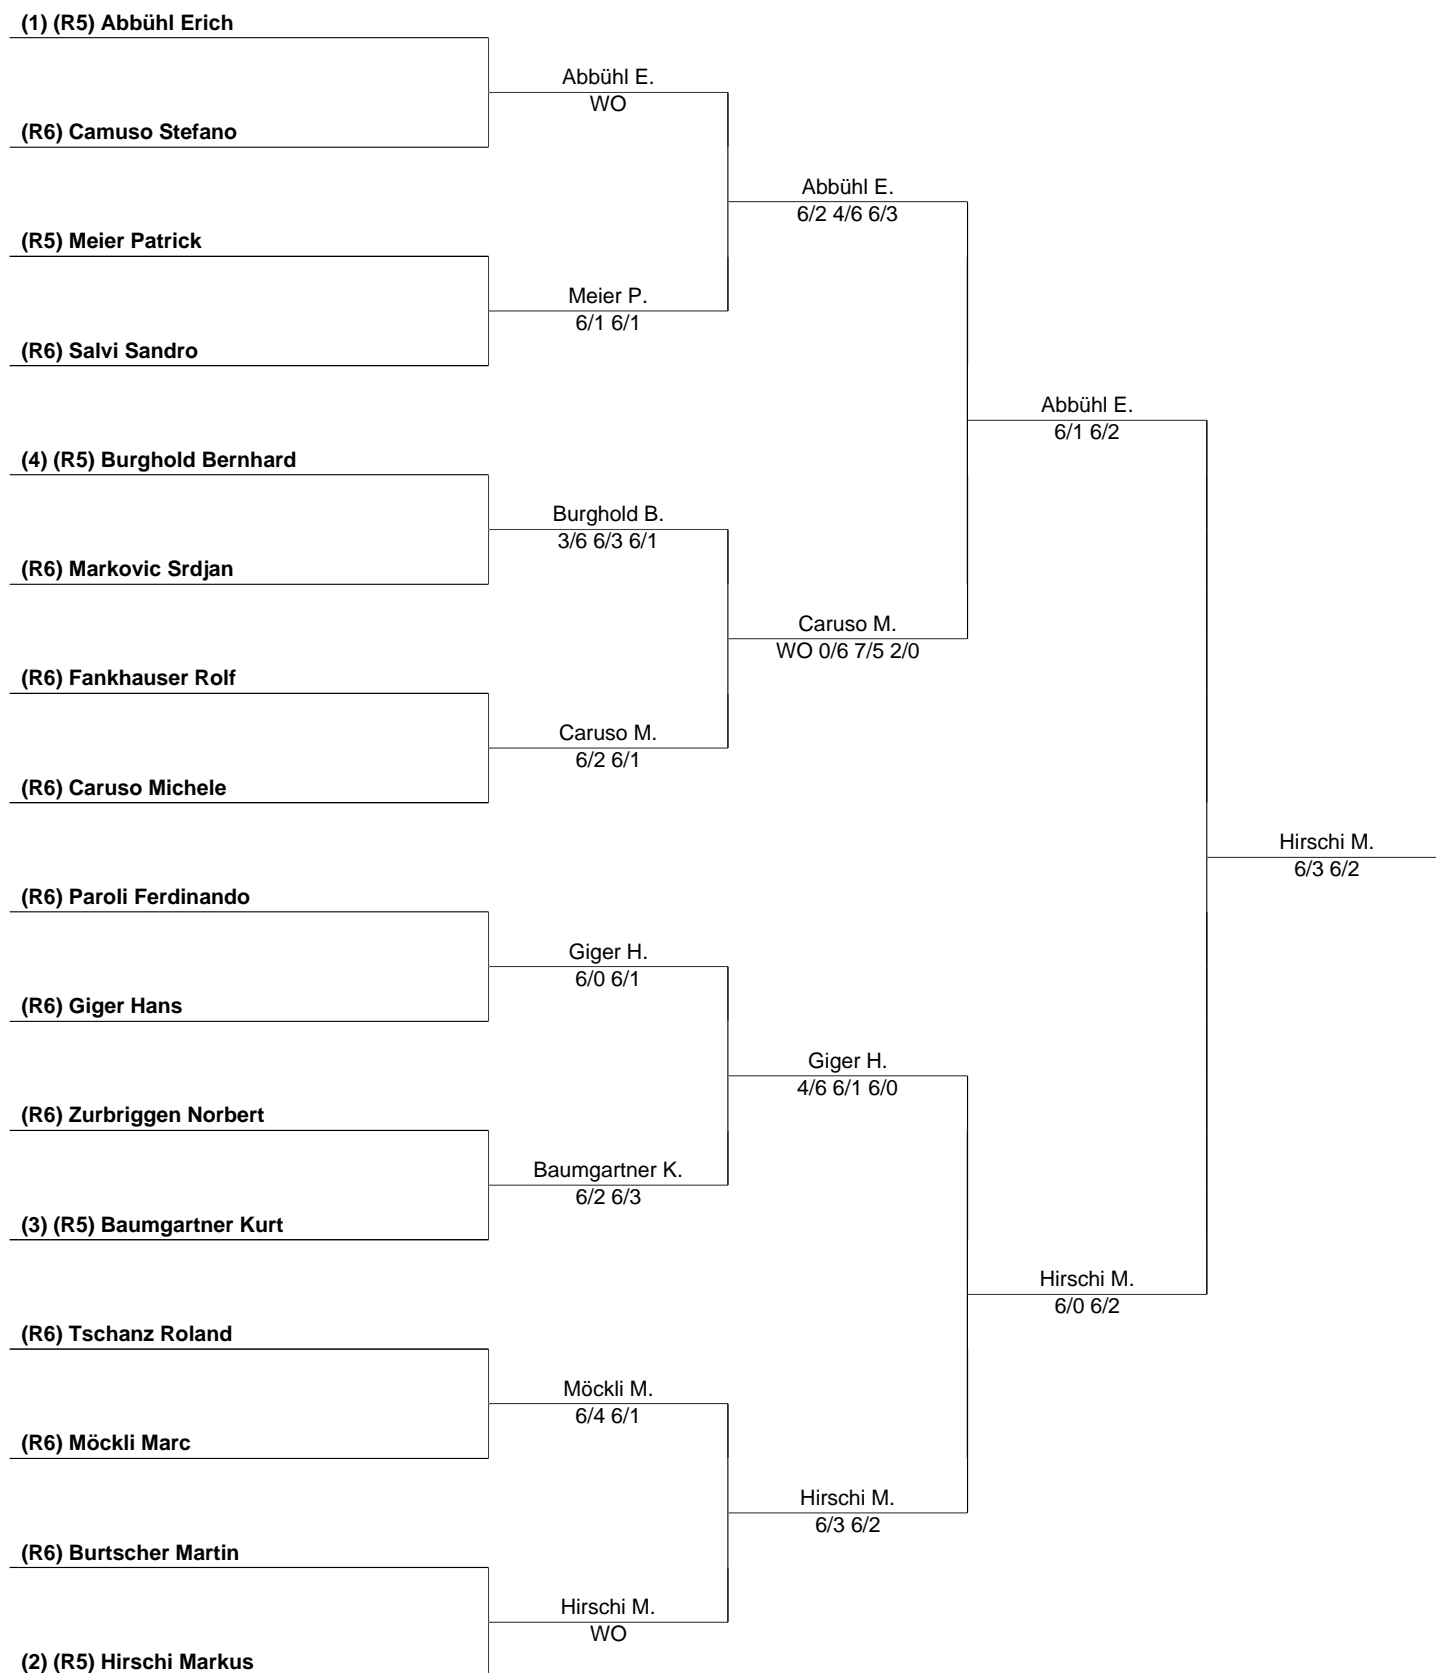 (1) (R5) Abbühl Erich
Abbühl E.
WO
(R6) Camuso Stefano
Abbühl E.
6/2 4/6 6/3
(R5) Meier Patrick
Meier P.
6/1 6/1
(R6) Salvi Sandro
Abbühl E.
6/1 6/2
(4) (R5) Burghold Bernhard
Burghold B.
3/6 6/3 6/1
(R6) Markovic Srdjan
Caruso M.
WO 0/6 7/5 2/0
(R6) Fankhauser Rolf
Caruso M.
6/2 6/1
(R6) Caruso Michele
Hirschi M.
6/3 6/2
(R6) Paroli Ferdinando
Giger H.
6/0 6/1
(R6) Giger Hans
Giger H.
4/6 6/1 6/0
(R6) Zurbriggen Norbert
Baumgartner K.
6/2 6/3
(3) (R5) Baumgartner Kurt
Hirschi M.
6/0 6/2
(R6) Tschanz Roland
Möckli M.
6/4 6/1
(R6) Möckli Marc
Hirschi M.
6/3 6/2
(R6) Burtscher Martin
Hirschi M.
WO
(2) (R5) Hirschi Markus